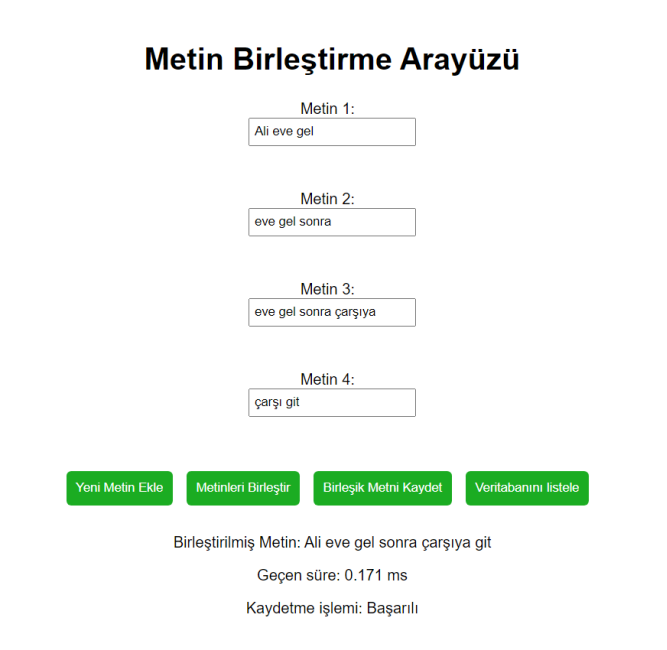 Metin Birleştirme Arayüzü
Metin 1:
Ali eve gel
Metin 2:
eve gel sonra
Metin 3:
eve gel sonra çarşıya
Metin 4:
çarşı git
Yeni Metin Ekle Metinleri Birleştir Birleşik Metni Kaydet Veritabanını listele
Birleştirilmiş Metin: Ali eve gel sonra çarşıya git
Geçen süre: 0.171 ms
Kaydetme işlemi: Başarılı